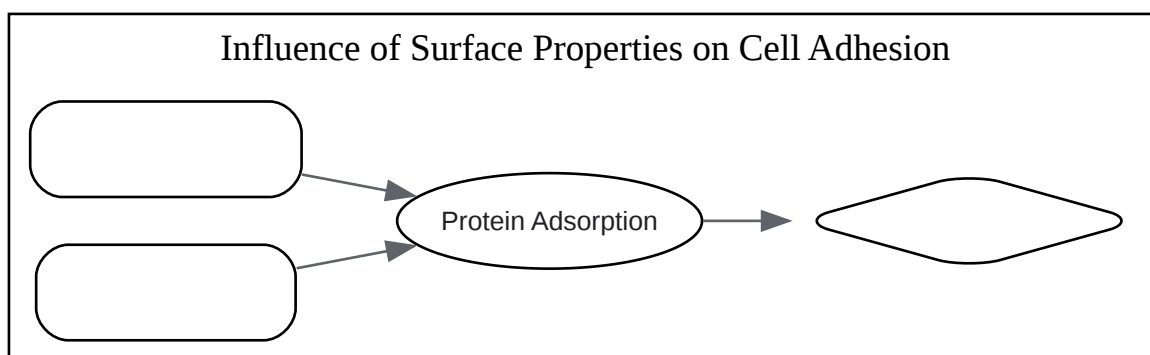 Influence of Surface Properties on Cell Adhesion
Protein Adsorption